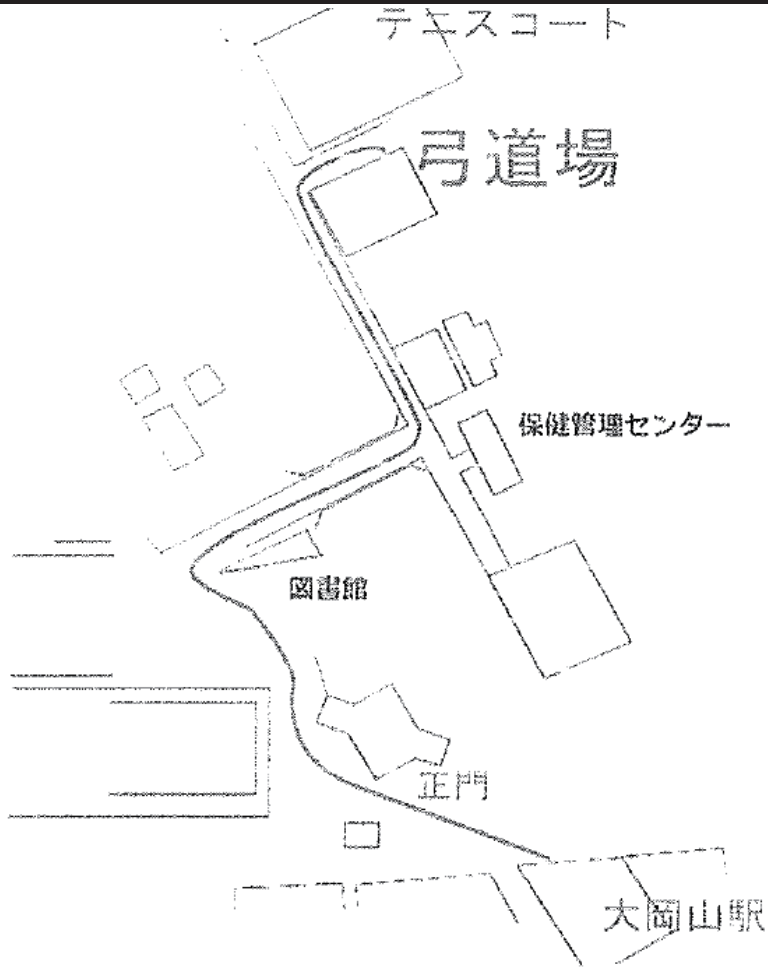 テニスコート
弓道場
保健管理センター
図書館
正門
大岡山駅